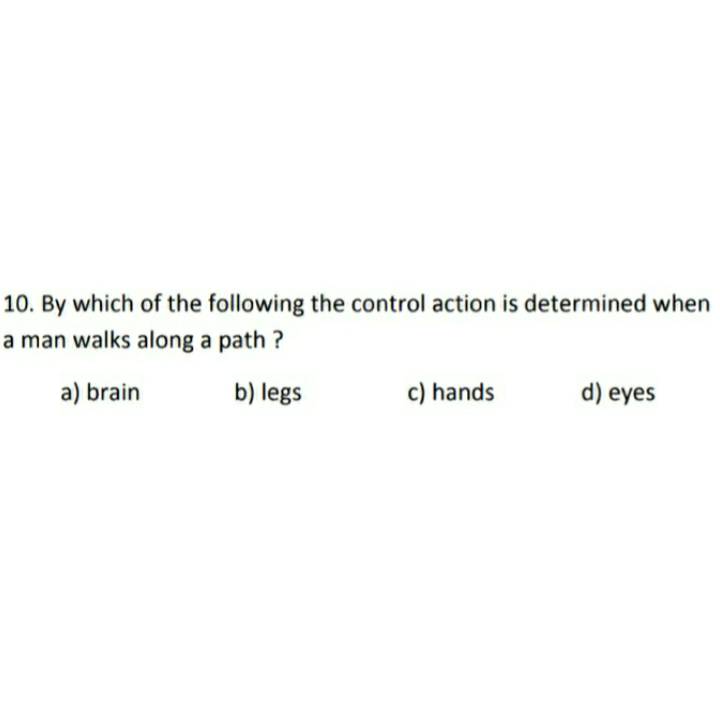 10. By which of the following the control action is determined when
a man walks along a path ?
a) brain b) legs c) hands d) eyes